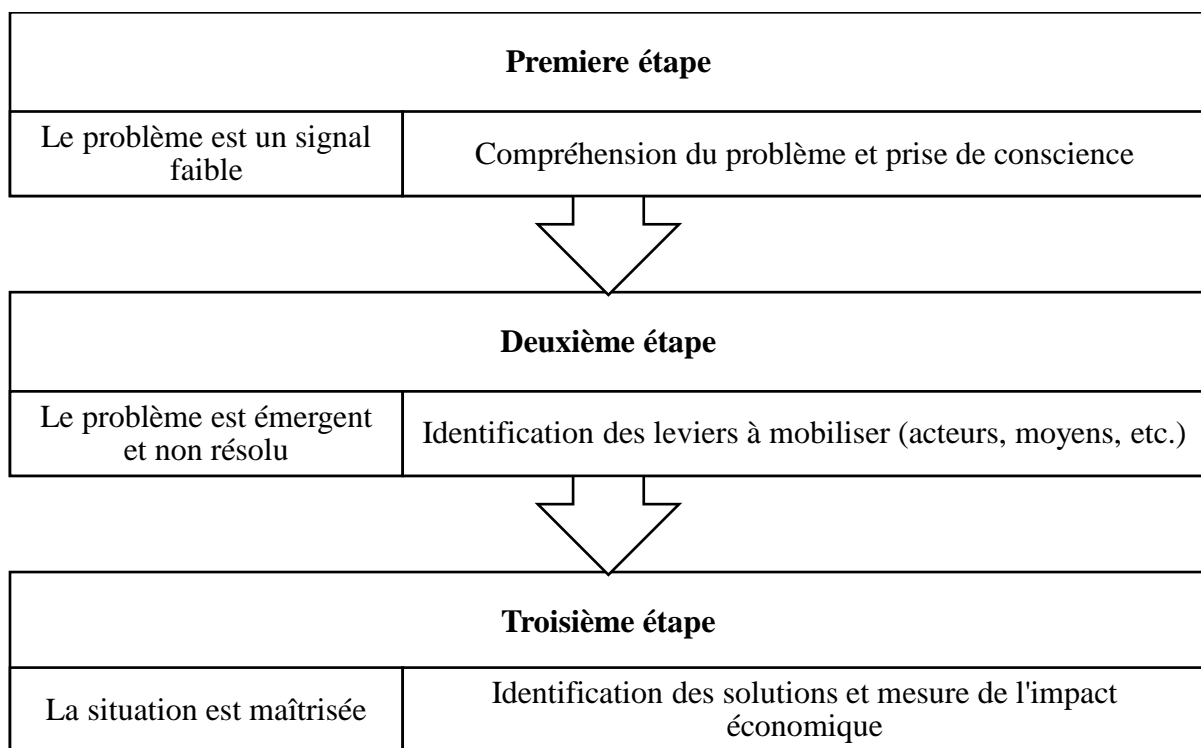 Premiere étape
Le problème est un signal
faible
Compréhension du problème et prise de conscience
Deuxième étape
Le problème est émergent
et non résolu
Identification des leviers à mobiliser (acteurs, moyens, etc.)
Troisième étape
La situation est maîtrisée
Identification des solutions et mesure de l'impact
économique